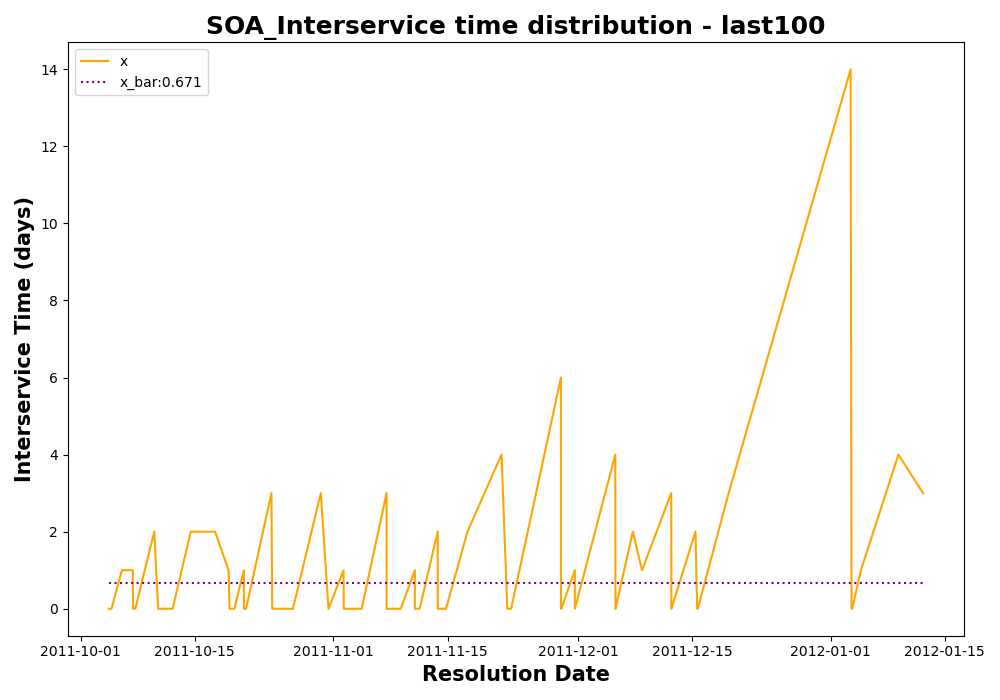 SOA_Interservice time distribution - last100
x
x_bar:0.671
14
12
10
8
6
4
2
0
Interservice Time (days)
2011-10-01 2011-10-15 2011-11-01 2011-11-15 2011-12-01 2011-12-15 2012-01-01 2012-01-15
Resolution Date